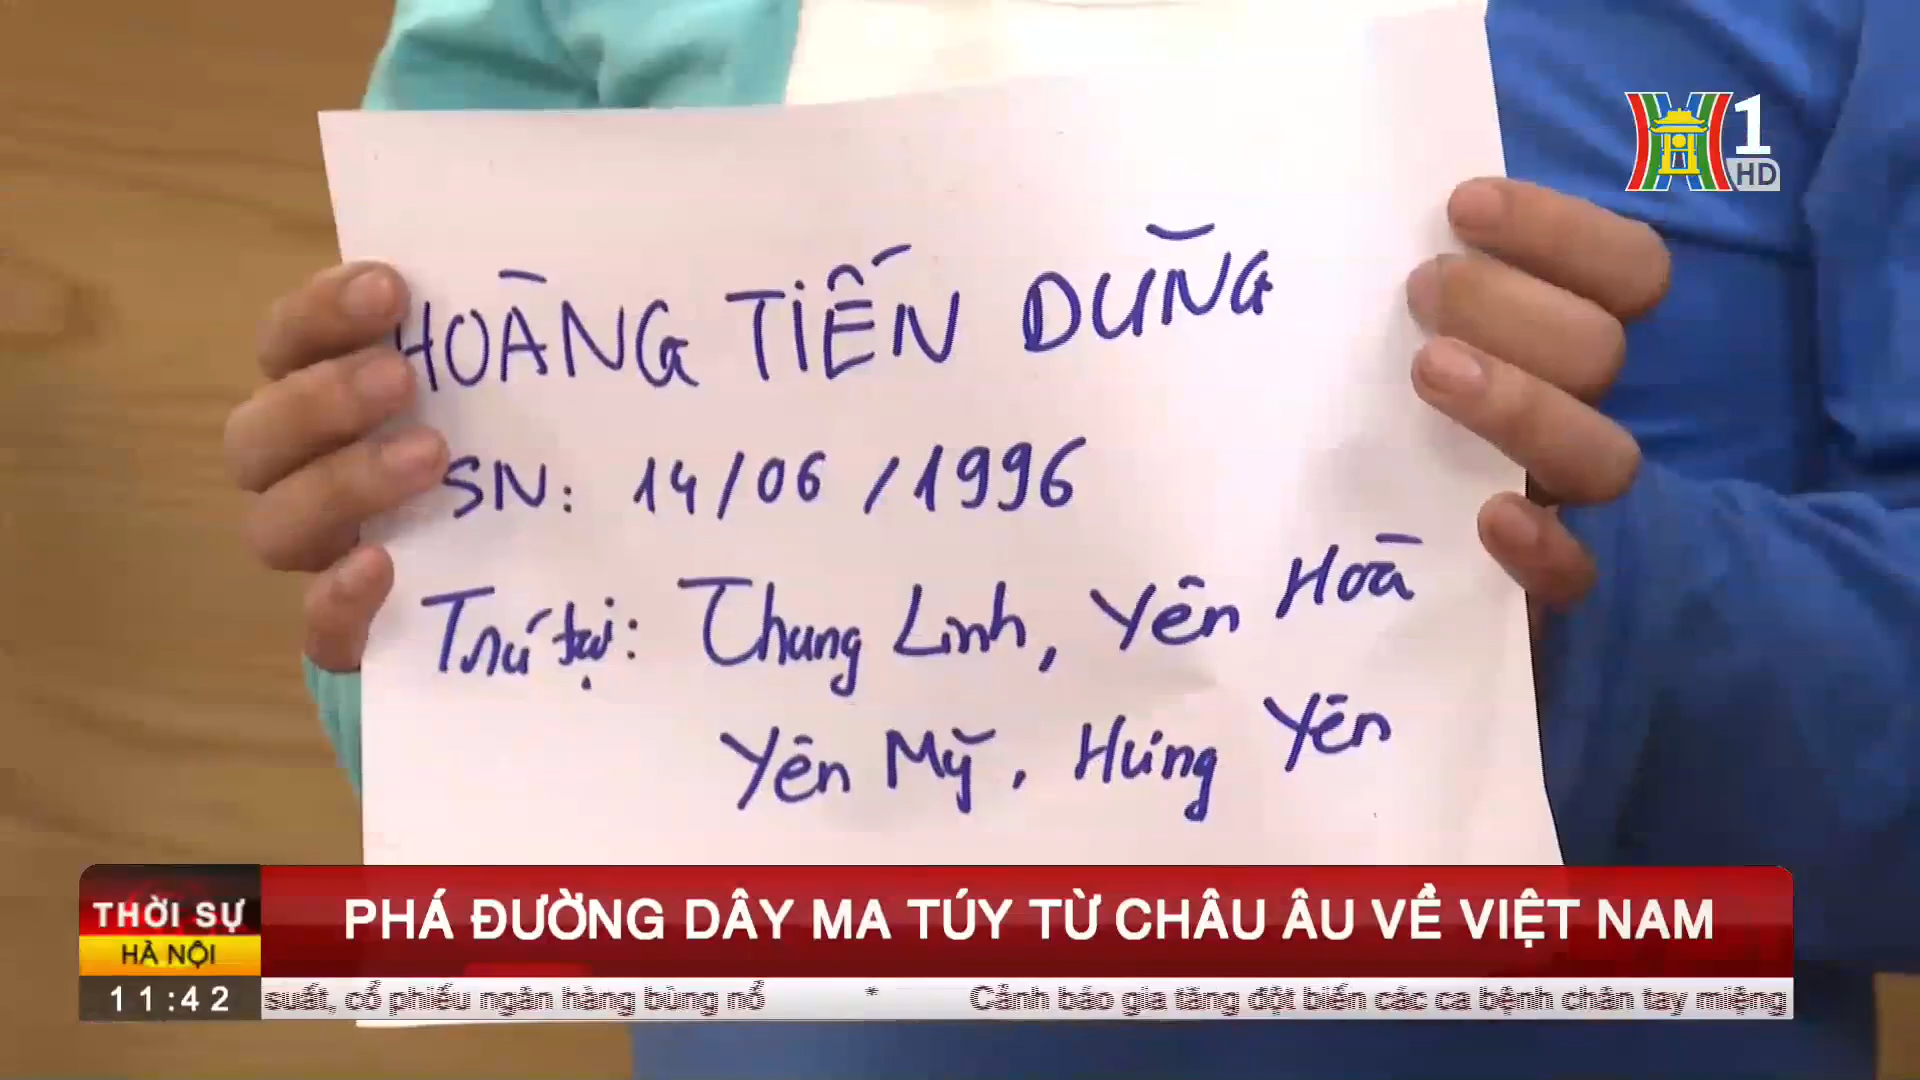 1
HD
HOÀNG TIẾN DŨNG
SN: 14/06/1996
Trú tại: Thung Linh, Yên Hoà
Yên Mỹ, Hưng Yên
THỜI SỰ
HÀ NỘI
11:42
PHÁ ĐƯỜNG DÂY MA TÚY TỪ CHÂU ÂU VỀ VIỆT NAM
suất, cổ phiếu ngân hàng bùng nổ * Cảnh báo gia tăng đột biến các ca bệnh chân tay miệng